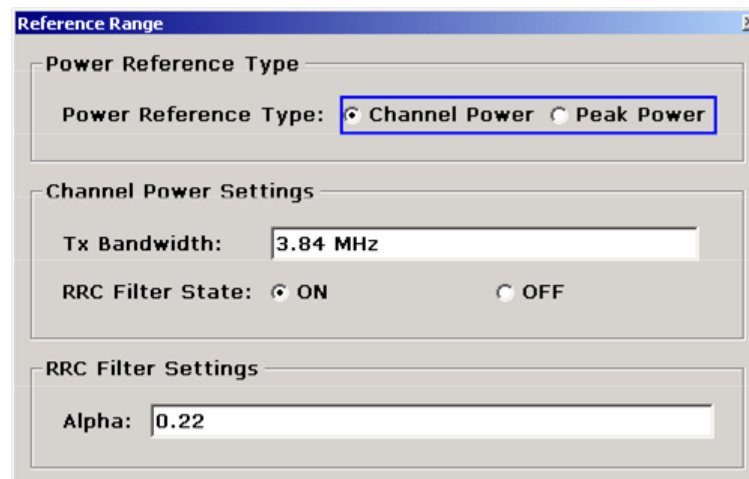 Reference Range
Power Reference Type
Power Reference Type: Channel Power Peak Power
Channel Power Settings
Tx Bandwidth: 3.84 MHz
RRC Filter State: ON OFF
RRC Filter Settings
Alpha: 0.22